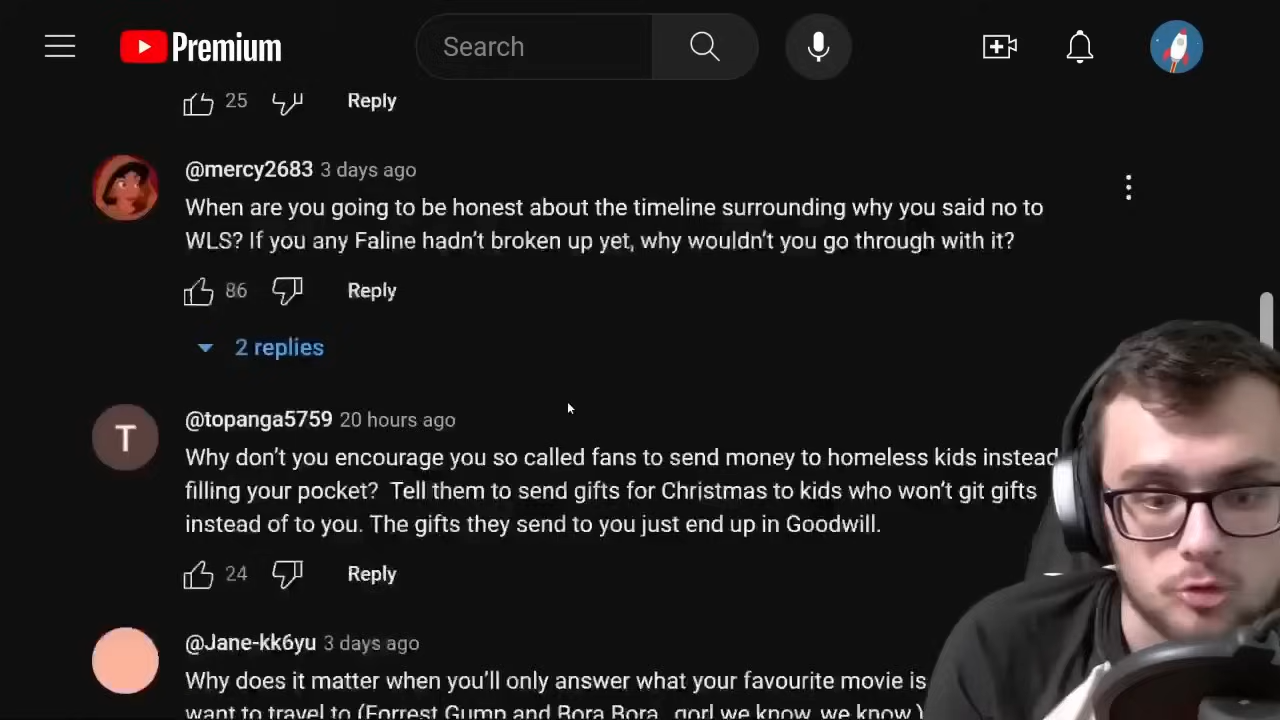 Premium
Search
25
Reply
@mercy2683 3 days ago
When are you going to be honest about the timeline surrounding why you said no to
WLS? If you any Faline hadn't broken up yet, why wouldn't you go through with it?
86
Reply
2 replies
T
@topanga5759 20 hours ago
Why don't you encourage you so called fans to send money to homeless kids instead
filling your pocket?  Tell them to send gifts for Christmas to kids who won't git gifts
instead of to you. The gifts they send to you just end up in Goodwill.
24
Reply
@Jane-kk6yu 3 days ago
Why does it matter when you'll only answer what your favourite movie is
want to travel to (Forrest Gump and Bora Bora.. gorl we know, we know.)